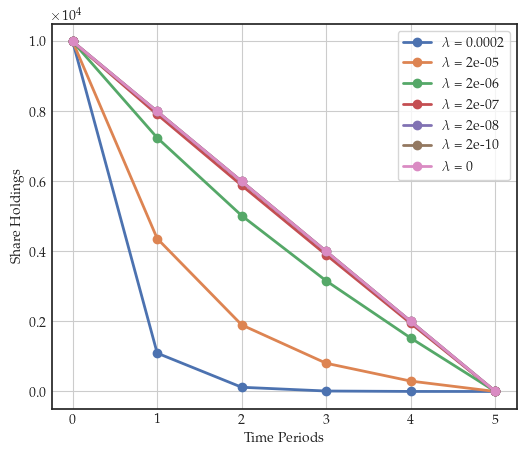 ×10⁴
1.0
0.8
0.6
0.4
0.2
0.0
Share Holdings
0 1 2 3 4 5
Time Periods
λ = 0.0002
λ = 2e-05
λ = 2e-06
λ = 2e-07
λ = 2e-08
λ = 2e-10
λ = 0